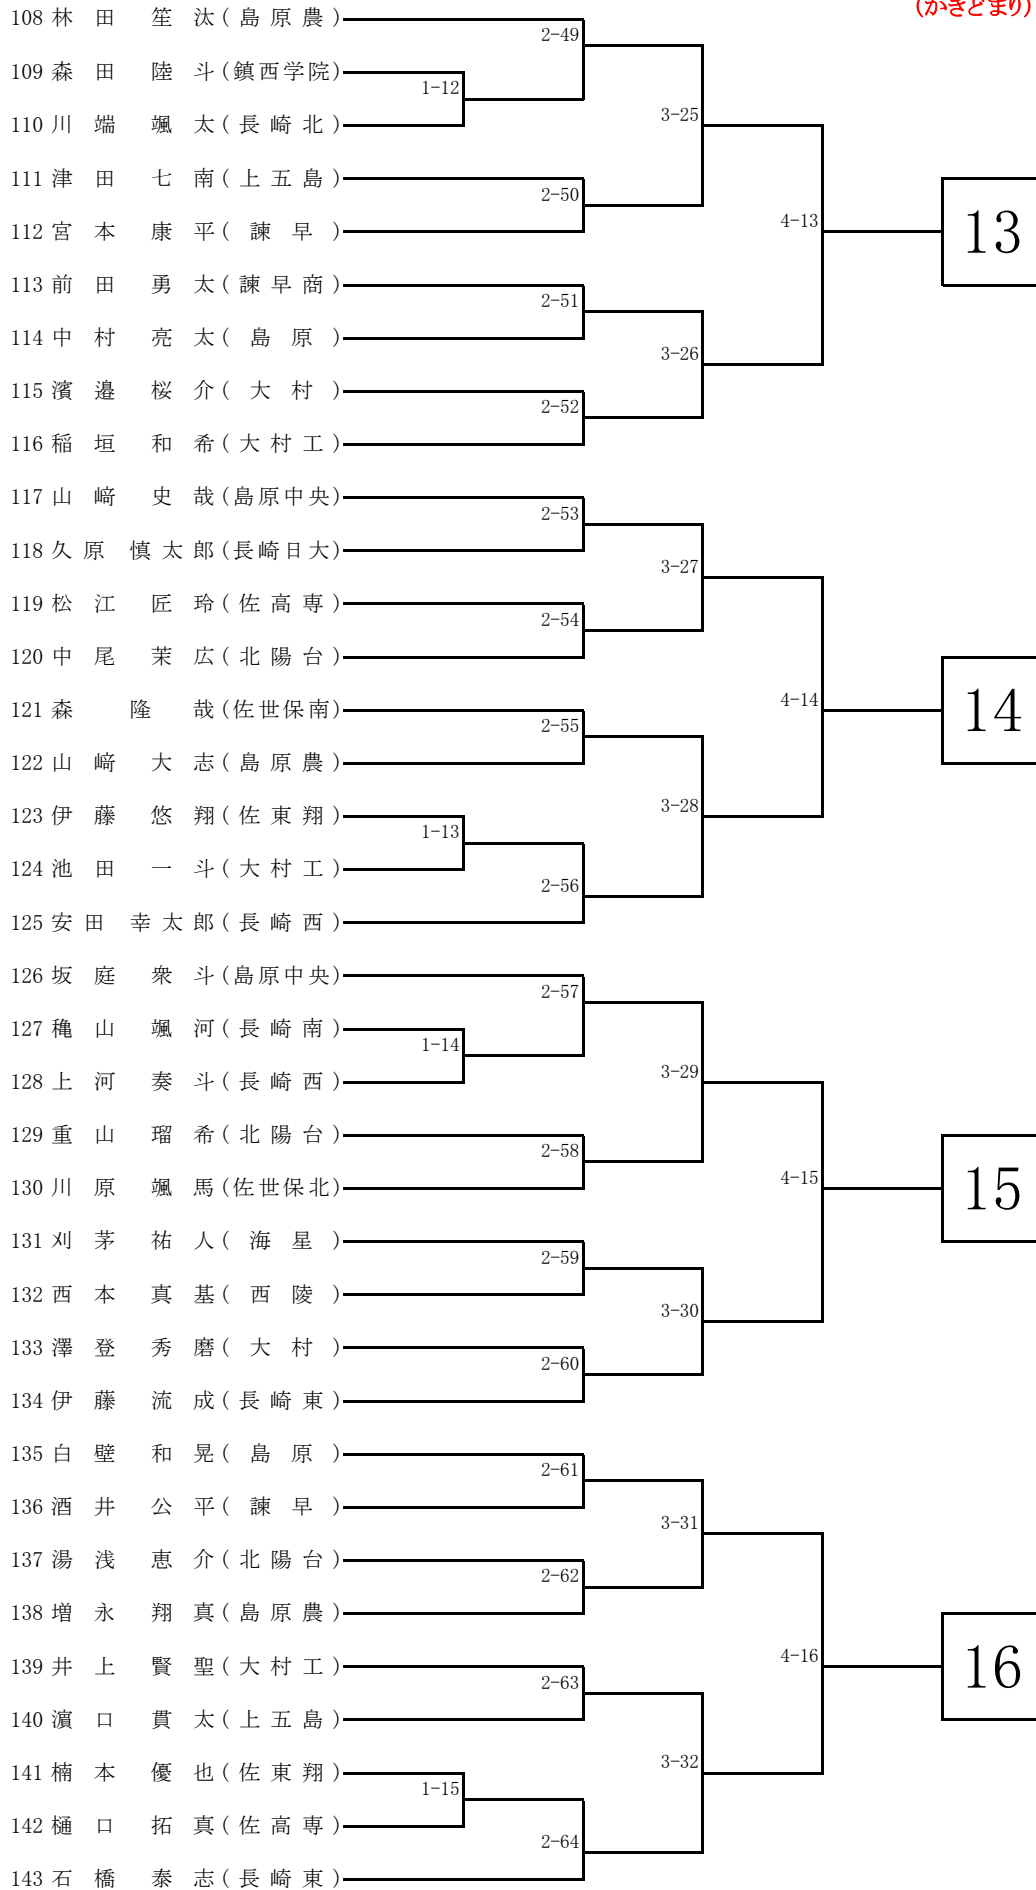 (かきどまり)
108 林田 笙汰 (島原農)
2-49
109 森田 陸斗 (鎮西学院)
1-12
110 川端 颯太 (長崎北)
3-25
111 津田 七南 (上五島)
2-50
112 宮本 康平 (諫早)
4-13
13
113 前田 勇太 (諫早商)
2-51
114 中村 亮太 (島原)
3-26
115 濱邉 桜介 (大村)
2-52
116 稲垣 和希 (大村工)
117 山﨑 史哉 (島原中央)
2-53
118 久原 慎太郎 (長崎日大)
3-27
119 松江 匠玲 (佐高専)
2-54
120 中尾 茉広 (北陽台)
4-14
14
121 森 隆哉 (佐世保南)
2-55
122 山﨑 大志 (島原農)
3-28
123 伊藤 悠翔 (佐東翔)
1-13
124 池田 一斗 (大村工)
2-56
125 安田 幸太郎 (長崎西)
126 坂庭 衆斗 (島原中央)
2-57
127 穐山 颯河 (長崎南)
1-14
128 上河 奏斗 (長崎西)
3-29
129 重山 瑠希 (北陽台)
2-58
130 川原 颯馬 (佐世保北)
4-15
15
131 刈茅 祐人 (海星)
2-59
132 西本 真基 (西陵)
3-30
133 澤登 秀磨 (大村)
2-60
134 伊藤 流成 (長崎東)
135 白壁 和晃 (島原)
2-61
136 酒井 公平 (諫早)
3-31
137 湯浅 恵介 (北陽台)
2-62
138 増永 翔真 (島原農)
4-16
16
139 井上 賢聖 (大村工)
2-63
140 濵口 貫太 (上五島)
3-32
141 楠本 優也 (佐東翔)
1-15
142 樋口 拓真 (佐高専)
2-64
143 石橋 泰志 (長崎東)